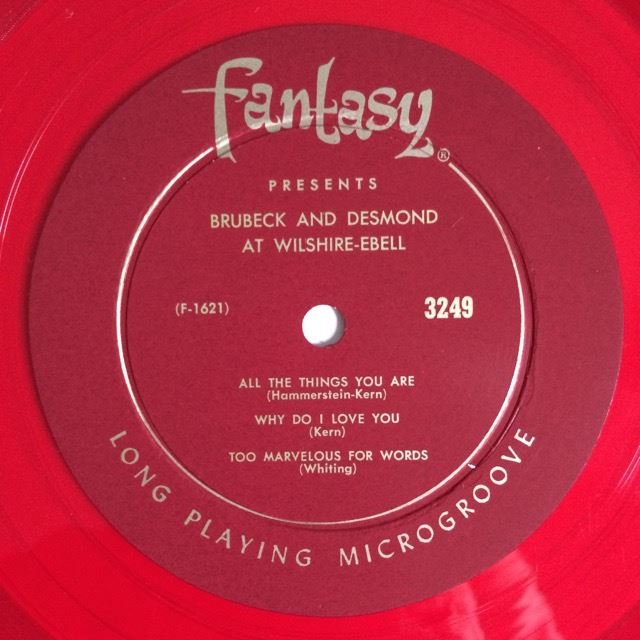 fantasy®
PRESENTS
BRUBECK AND DESMOND
AT WILSHIRE-EBELL
(F-1621)
3249
ALL THE THINGS YOU ARE
(Hammerstein-Kern)
WHY DO I LOVE YOU
(Kern)
TOO MARVELOUS FOR WORDS
(Whiting)
LONG PLAYING MICROGROOVE